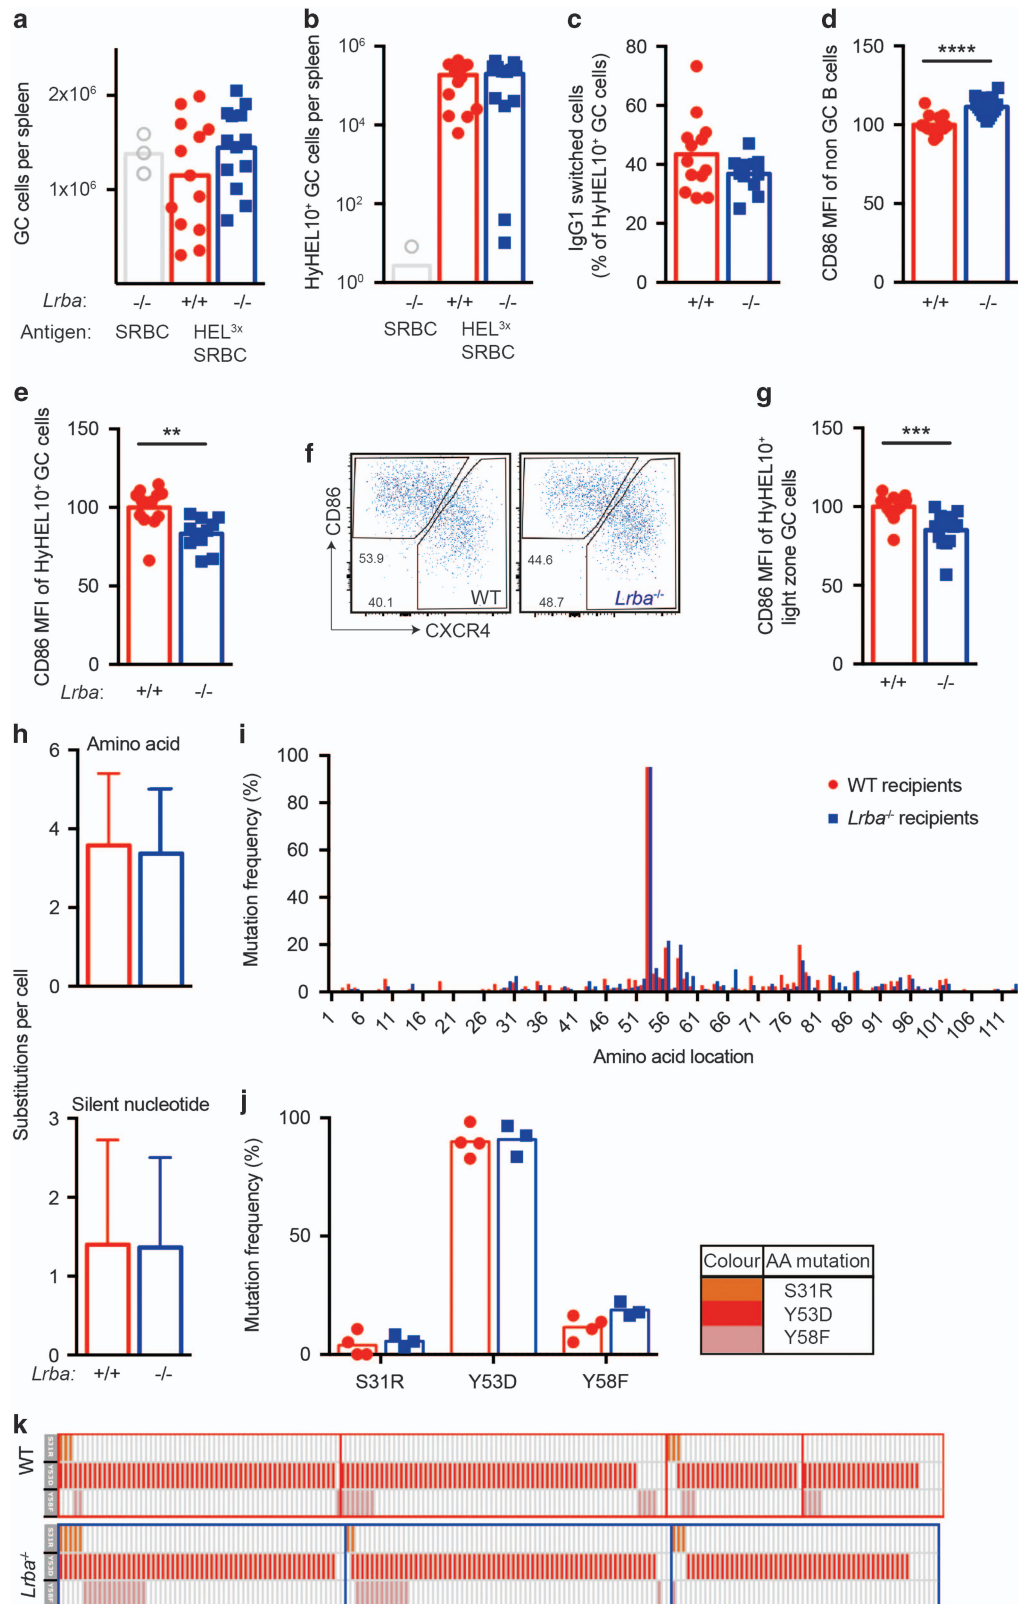 a
GC cells per spleen
2x10⁶
1x10⁶
Lrba: -/- +/+ -/-
Antigen: SRBC HEL³ˣ
SRBC
b
HyHEL10⁺ GC cells per spleen
10⁶
10⁴
10²
10⁰
-/- +/+ -/-
SRBC HEL³ˣ
SRBC
c
IgG1 switched cells
(% of HyHEL10⁺ GC cells)
80
60
40
20
0
+/+ -/-
d
CD86 MFI of non GC B cells
150
100
50
0
****
+/+ -/-
e
CD86 MFI of HyHEL10⁺ GC cells
150
100
50
0
**
Lrba: +/+ -/-
f
CD86
CXCR4
53.9
40.1
WT
44.6
48.7
Lrba⁻/⁻
g
CD86 MFI of HyHEL10⁺
light zone GC cells
150
100
50
0
***
+/+ -/-
h
Substitutions per cell
Amino acid
6
4
2
0
Silent nucleotide
3
2
1
0
Lrba: +/+ -/-
i
Mutation frequency (%)
100
80
60
40
20
0
WT recipients
Lrba⁻/⁻ recipients
1 6 11 16 21 26 31 36 41 46 51 56 61 66 71 76 81 86 91 96 101 106 111
Amino acid location
j
Mutation frequency (%)
100
50
0
S31R Y53D Y58F
Colour AA mutation
S31R
Y53D
Y58F
k
WT
S31R
Y53D
Y58F
Lrba⁻/⁻
S31R
Y53D
Y58F